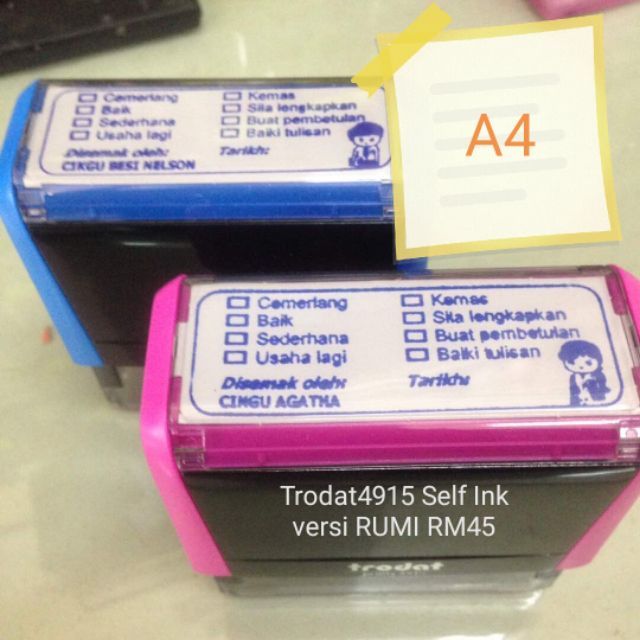 Cemerlang
Baik
Sederhana
Usaha lagi
Kemas
Sila lengkapkan
Buat pembetulan
Baiki tulisan
Disemak oleh:
Tarikh:
CIKGU BESI NELSON
A4
Cemerlang
Baik
Sederhana
Usaha lagi
Kemas
Sila lengkapkan
Buat pembetulan
Baiki tulisan
Disemak oleh:
Tarikh:
CIKGU AGATHA
Trodat4915 Self Ink
versi RUMI RM45
trodat